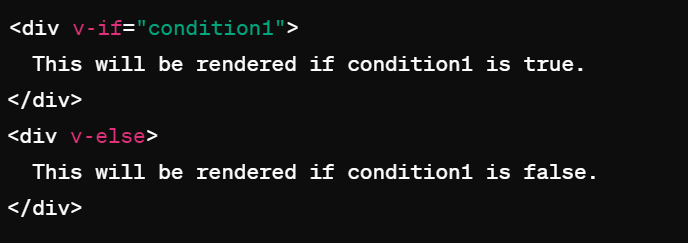 <div v-if="condition1">
  This will be rendered if condition1 is true.
</div>
<div v-else>
  This will be rendered if condition1 is false.
</div>